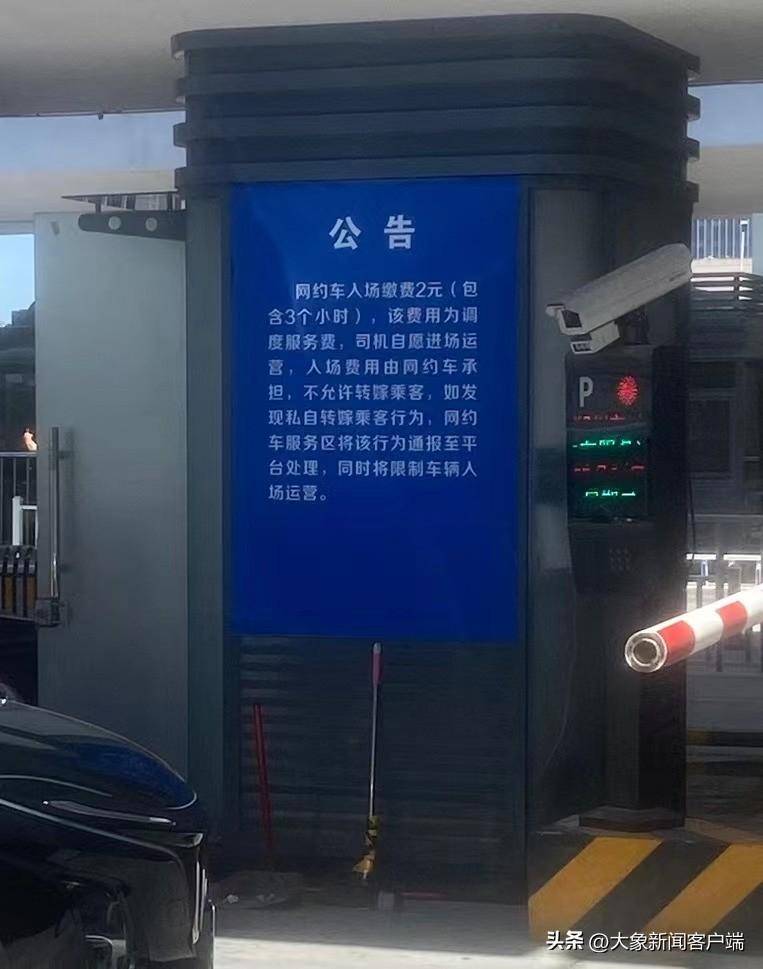 公告
网约车入场缴费2元（包
含3个小时），该费用为调
度服务费，司机自愿进场运
营，入场费用由网约车承
担，不允许转嫁乘客，如发
现私自转嫁乘客行为，网约
车服务区将该行为通报至平
台处理，同时将限制车辆入
场运营。
P
头条 @大象新闻客户端